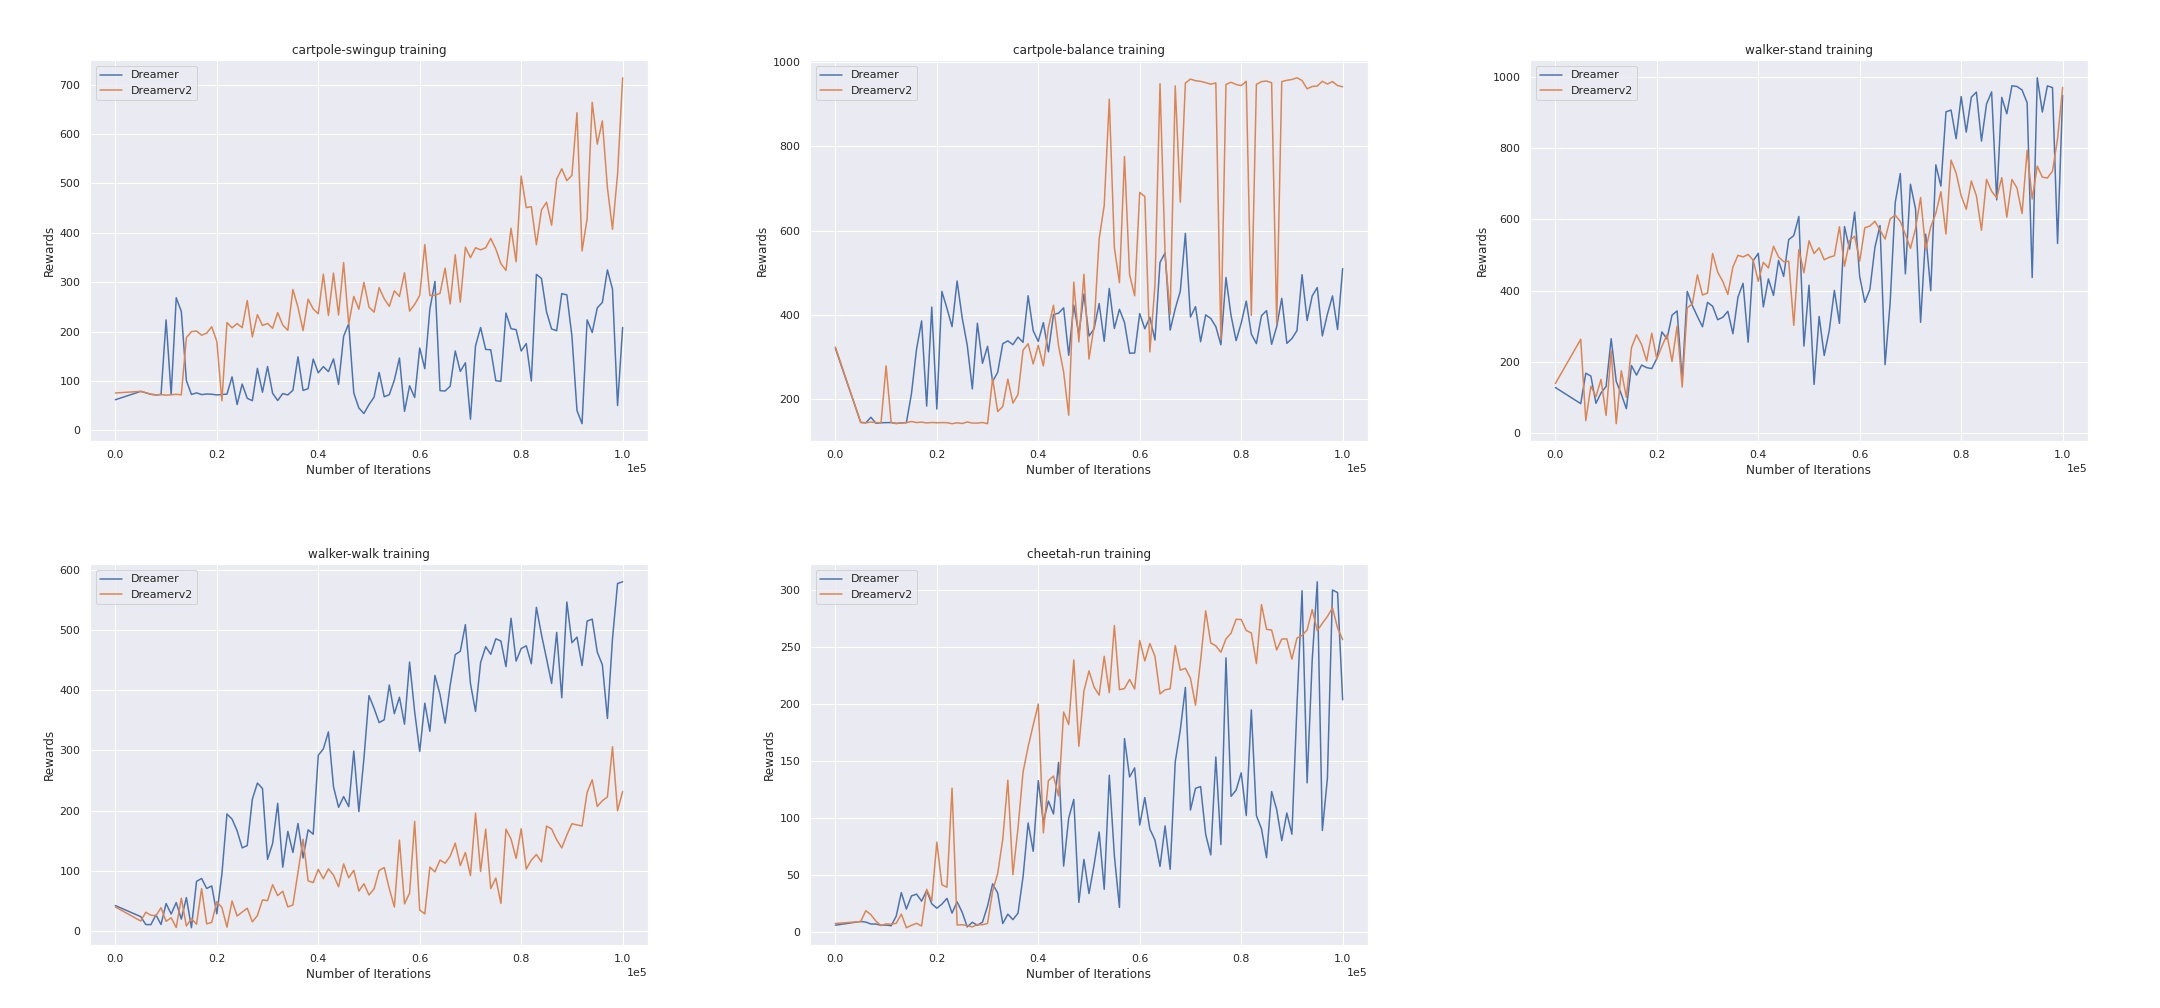 cartpole-swingup training
Dreamer
Dreamerv2
700
600
500
400
300
200
100
0
Rewards
0.0 0.2 0.4 0.6 0.8 1.0
1e5
Number of Iterations
cartpole-balance training
Dreamer
Dreamerv2
1000
800
600
400
200
Rewards
0.0 0.2 0.4 0.6 0.8 1.0
1e5
Number of Iterations
walker-stand training
Dreamer
Dreamerv2
1000
800
600
400
200
0
Rewards
0.0 0.2 0.4 0.6 0.8 1.0
1e5
Number of Iterations
walker-walk training
Dreamer
Dreamerv2
600
500
400
300
200
100
0
Rewards
0.0 0.2 0.4 0.6 0.8 1.0
1e5
Number of Iterations
cheetah-run training
Dreamer
Dreamerv2
300
250
200
150
100
50
0
Rewards
0.0 0.2 0.4 0.6 0.8 1.0
1e5
Number of Iterations